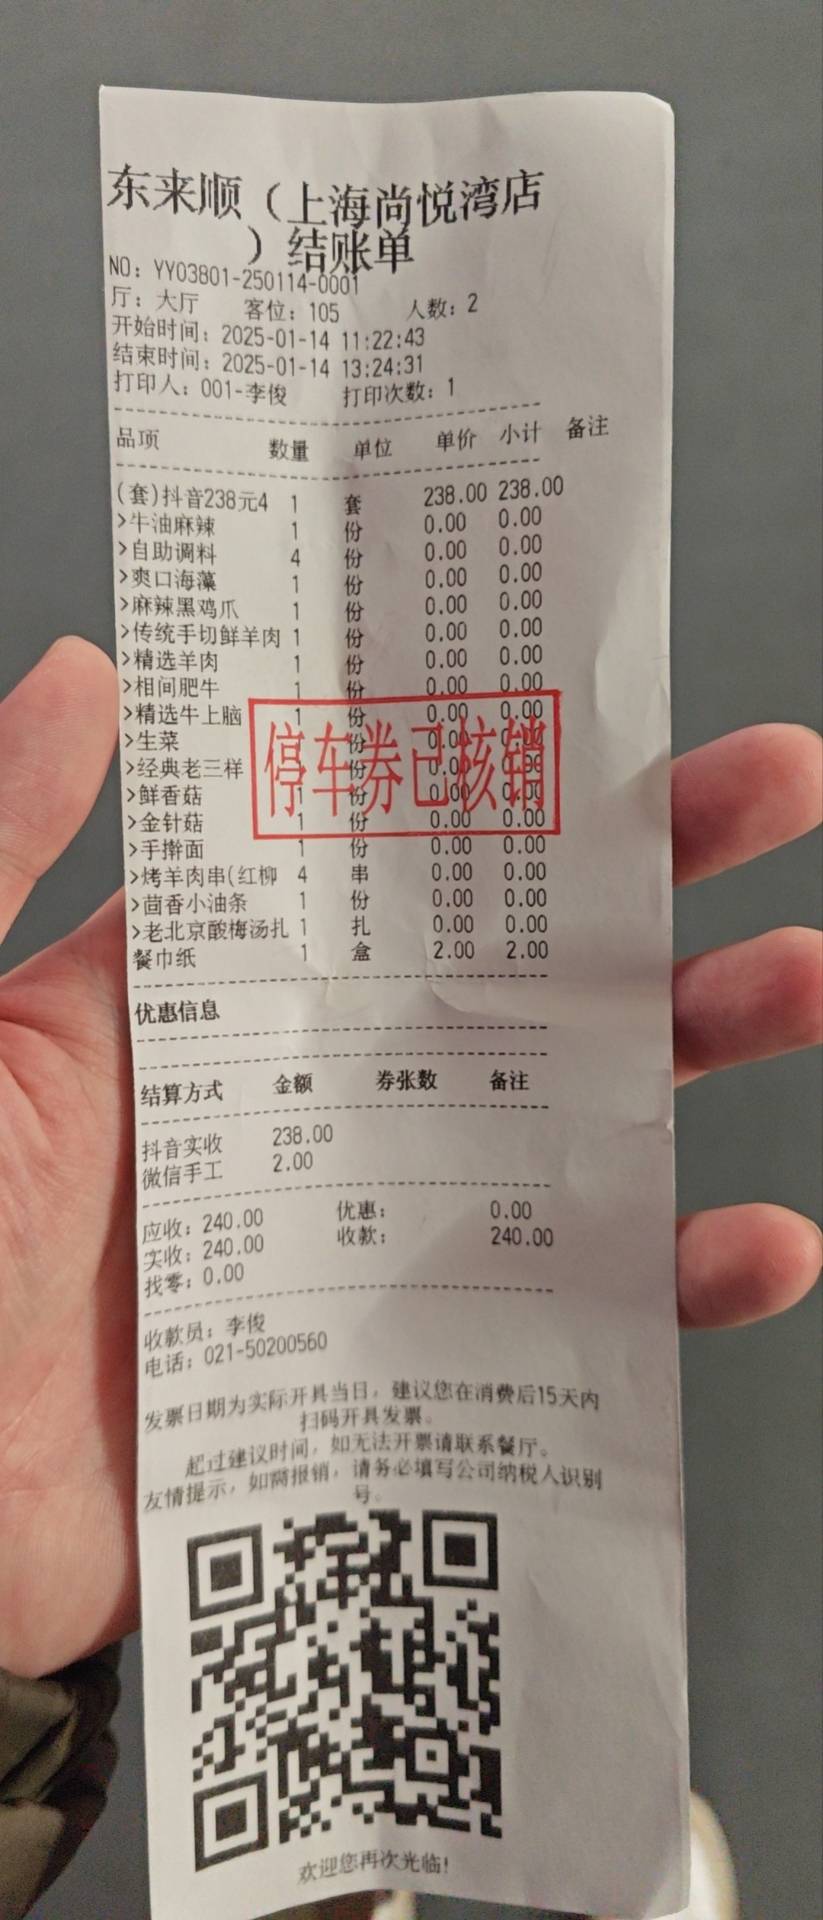 东来顺（上海尚悦湾店
）结账单
NO：YY03801-250114-0001
厅：大厅 客位：105 人数：2
开始时间：2025-01-14 11:22:43
结束时间：2025-01-14 13:24:31
打印人：001-李俊 打印次数：1
品项 数量 单位 单价 小计 备注
(套)抖音238元4 1 套 238.00 238.00
>牛油麻辣 1 份 0.00 0.00
>自助调料 4 份 0.00 0.00
>爽口海藻 1 份 0.00 0.00
>麻辣黑鸡爪 1 份 0.00 0.00
>传统手切鲜羊肉 1 份 0.00 0.00
>精选羊肉 1 份 0.00 0.00
>相间肥牛 1 份 0.00 0.00
>精选牛上脑 1 份 0.00 0.00
>生菜 1 份 0.00 0.00
>经典老三样 1 份 0.00 0.00
>鲜香菇 1 份 0.00 0.00
>金针菇 1 份 0.00 0.00
>手擀面 1 份 0.00 0.00
>烤羊肉串(红柳 4 串 0.00 0.00
>茴香小油条 1 份 0.00 0.00
>老北京酸梅汤扎 1 扎 0.00 0.00
餐巾纸 1 盒 2.00 2.00
停车券已核销
优惠信息
结算方式 金额 券张数 备注
抖音实收 238.00
微信手工 2.00
应收：240.00 优惠： 0.00
实收：240.00 收款： 240.00
找零：0.00
收款员：李俊
电话：021-50200560
发票日期为实际开具当日，建议您在消费后15天内
扫码开具发票。
起过建议时间，如无法开票请联系餐厅。
友情提示，如需报销，请务必填写公司纳税人识别
号。
欢迎您再次光临!